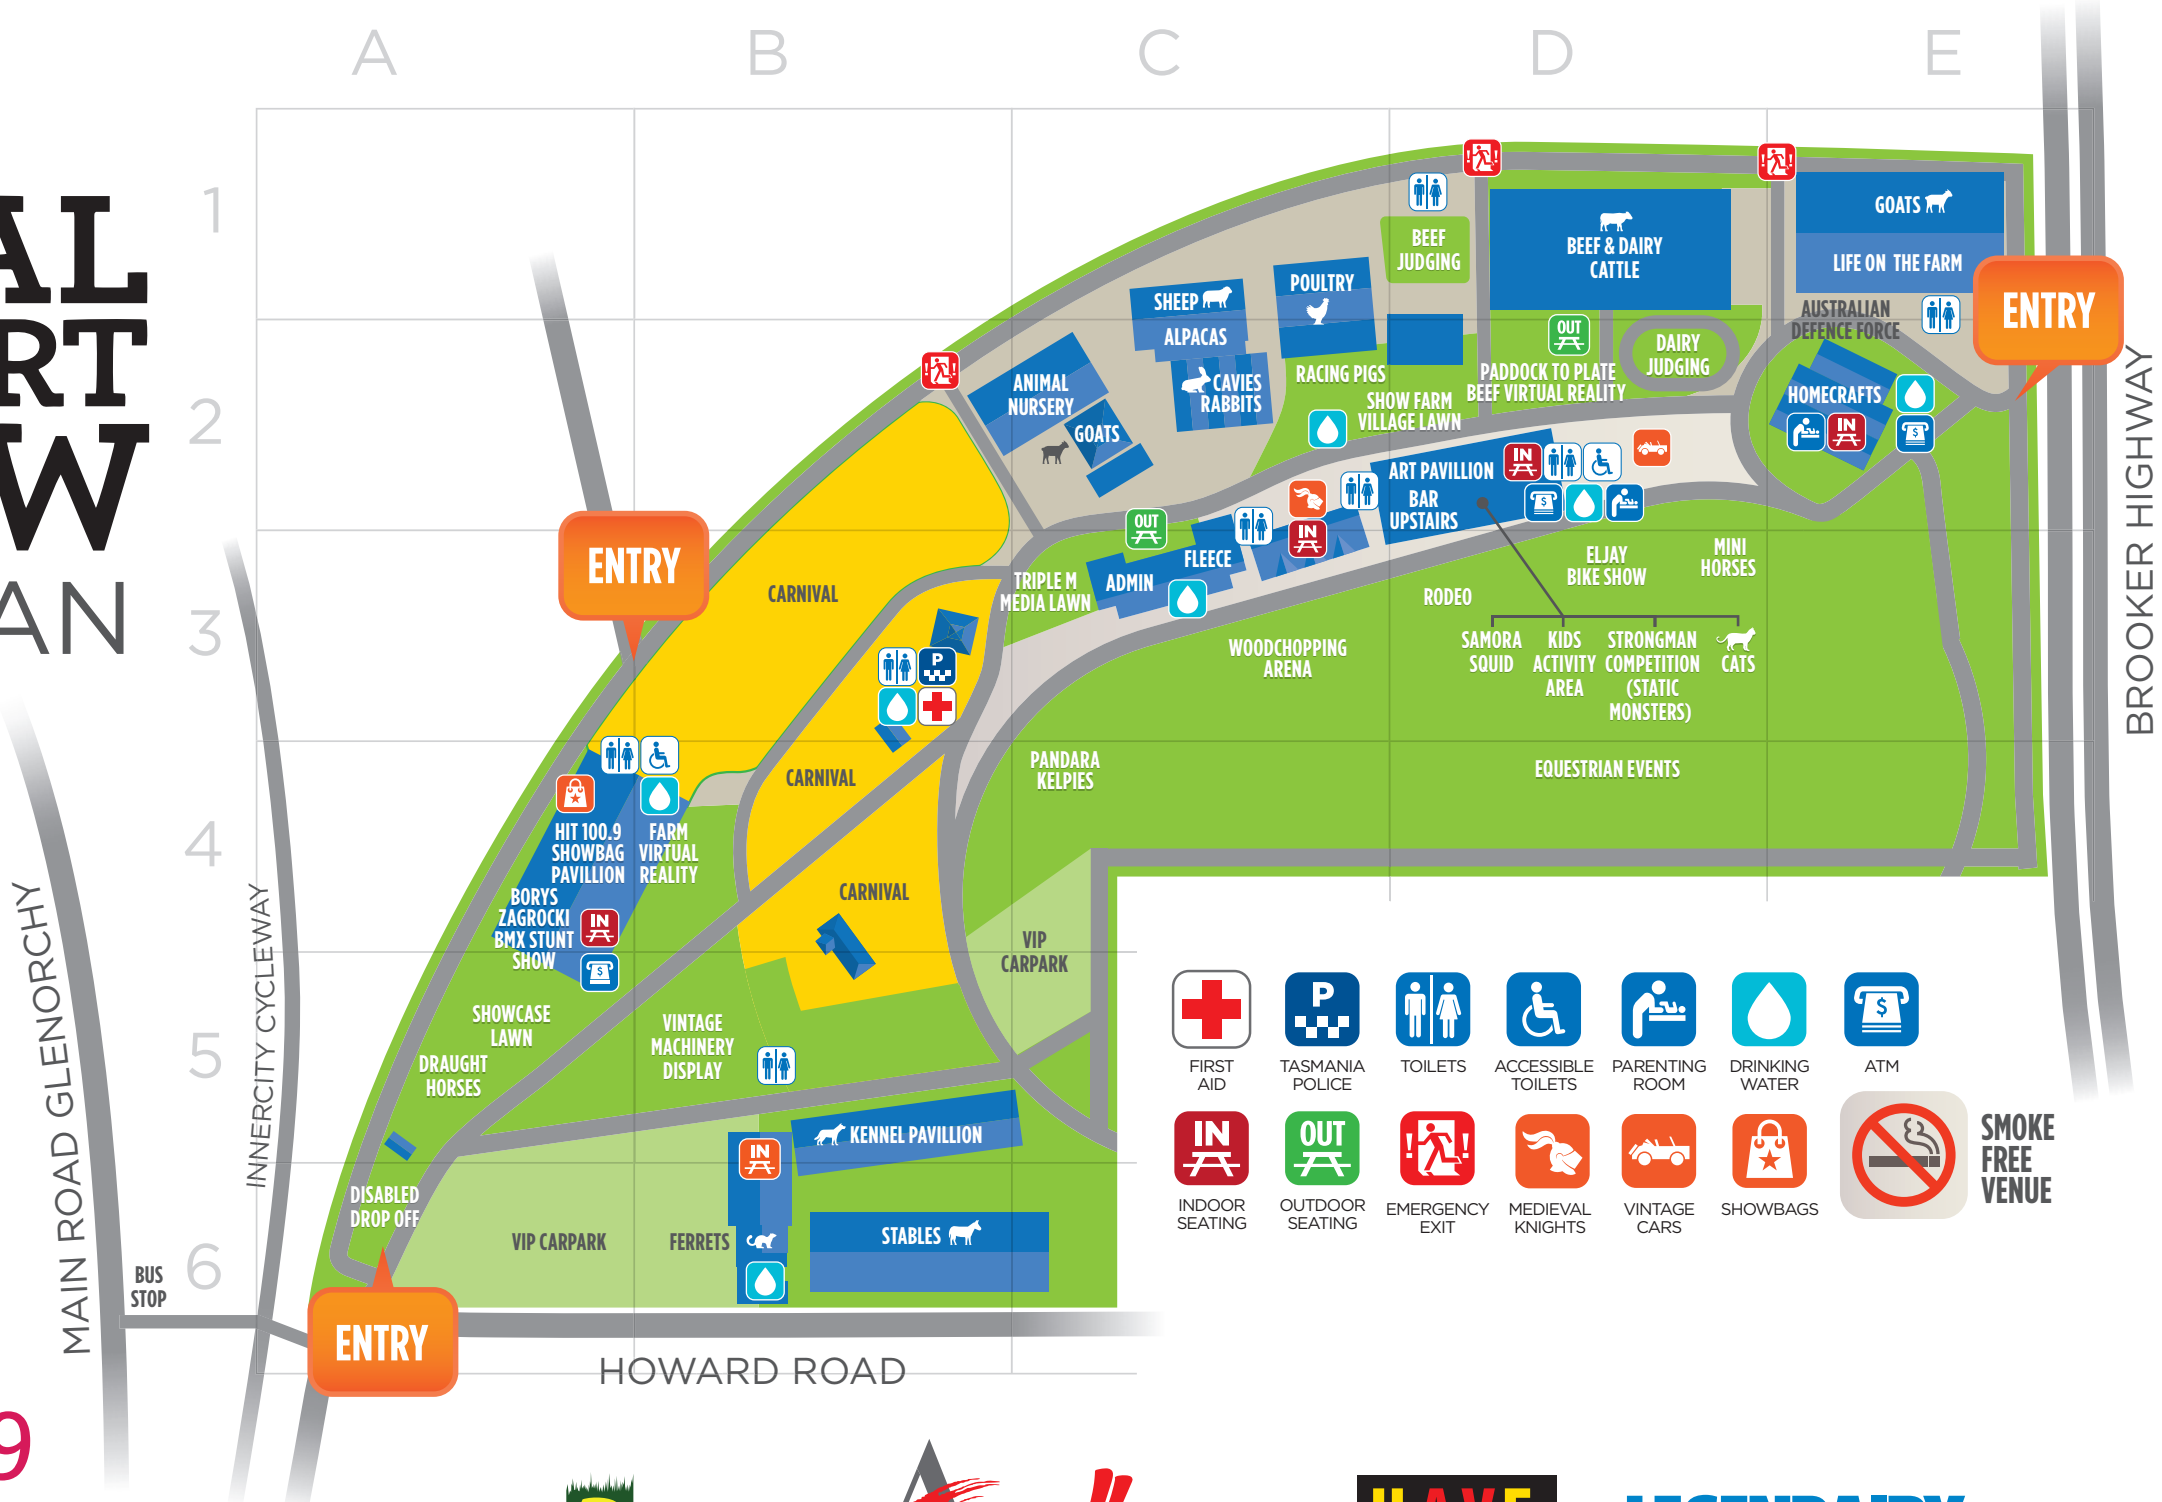 A B C D E
1
2
3
4
5
6
AL
RT
W
AN
9
ENTRY
ENTRY
ENTRY
BROOKER HIGHWAY
MAIN ROAD GLENORCHY
INNERCITY CYCLEWAY
HOWARD ROAD
BUS
STOP
GOATS
LIFE ON THE FARM
AUSTRALIAN
DEFENCE FORCE
BEEF & DAIRY
CATTLE
BEEF
JUDGING
POULTRY
SHEEP
ALPACAS
CAVIES
RABBITS
ANIMAL
NURSERY
GOATS
RACING PIGS
SHOW FARM
VILLAGE LAWN
OUT
PADDOCK TO PLATE
BEEF VIRTUAL REALITY
DAIRY
JUDGING
HOMECRAFTS
IN
$
ART PAVILLION
BAR
UPSTAIRS
IN
$
OUT
IN
FLEECE
ADMIN
TRIPLE M
MEDIA LAWN
CARNIVAL
P
ELJAY
BIKE SHOW
MINI
HORSES
RODEO
WOODCHOPPING
ARENA
SAMORA
SQUID
KIDS
ACTIVITY
AREA
STRONGMAN
COMPETITION
(STATIC
MONSTERS)
CATS
PANDARA
KELPIES
EQUESTRIAN EVENTS
CARNIVAL
CARNIVAL
HIT 100.9
SHOWBAG
PAVILLION
FARM
VIRTUAL
REALITY
BORYS
ZAGROCKI
BMX STUNT
SHOW
IN
$
SHOWCASE
LAWN
DRAUGHT
HORSES
VINTAGE
MACHINERY
DISPLAY
VIP
CARPARK
KENNEL PAVILLION
IN
DISABLED
DROP OFF
VIP CARPARK
FERRETS
STABLES
P
$
FIRST
AID
TASMANIA
POLICE
TOILETS
ACCESSIBLE
TOILETS
PARENTING
ROOM
DRINKING
WATER
ATM
IN
OUT
INDOOR
SEATING
OUTDOOR
SEATING
EMERGENCY
EXIT
MEDIEVAL
KNIGHTS
VINTAGE
CARS
SHOWBAGS
SMOKE
FREE
VENUE
HAVE
LEGENDAIRY